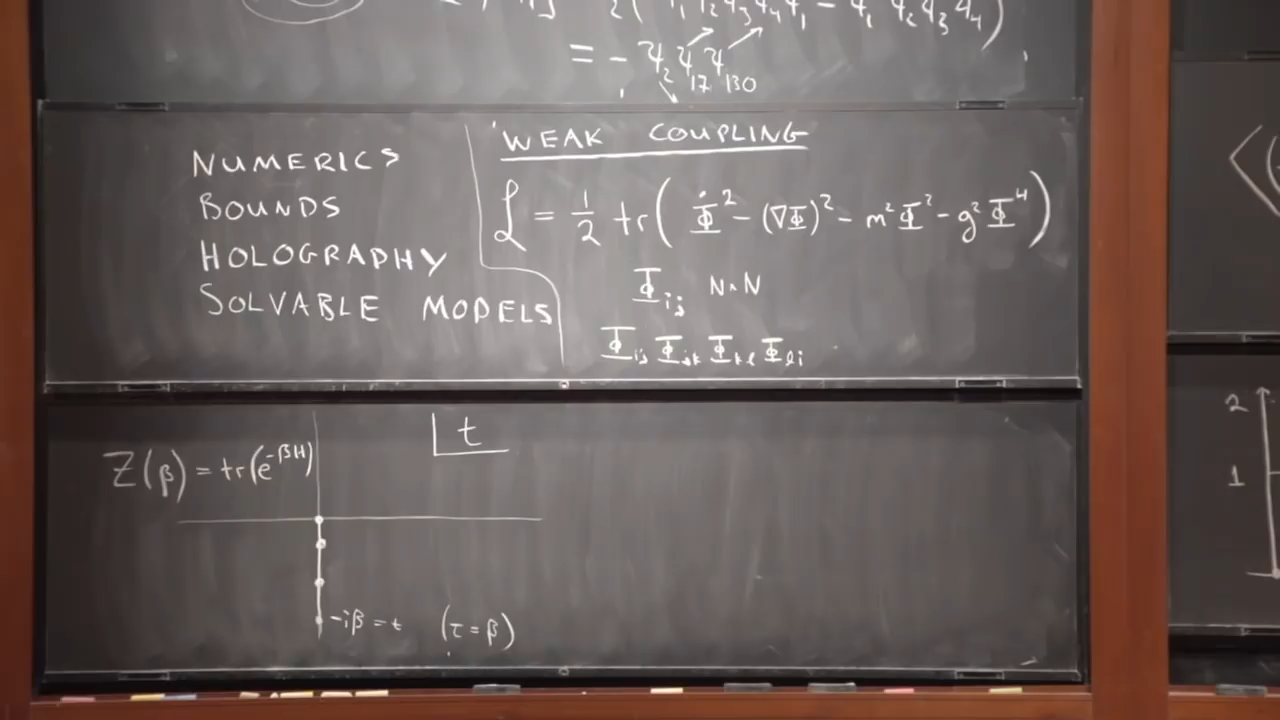 = - ψ₂ ψ₁₇ ψ₁₃₀
NUMERICS
BOUNDS
HOLOGRAPHY
SOLVABLE MODELS
WEAK COUPLING
ℒ = 1/2 tr( Φ̇² - (∇Φ)² - m²Φ² - g²Φ⁴ )
Φᵢⱼ N×N
Φᵢⱼ Φⱼₖ Φₖₗ Φₗᵢ
Z(β) = tr(e^{-βH})
t
-iβ = t (τ = β)
2
1